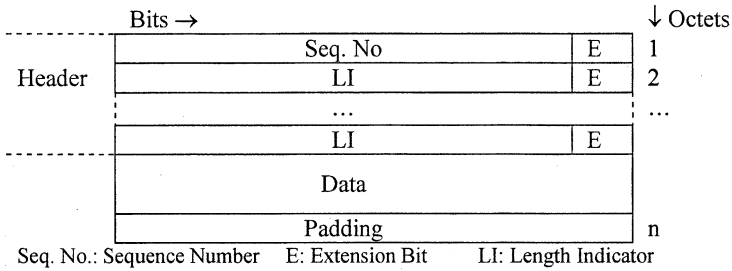 Bits → ↓ Octets
Seq. No E 1
Header LI E 2
... ...
LI E
Data
Padding n
Seq. No.: Sequence Number E: Extension Bit LI: Length Indicator